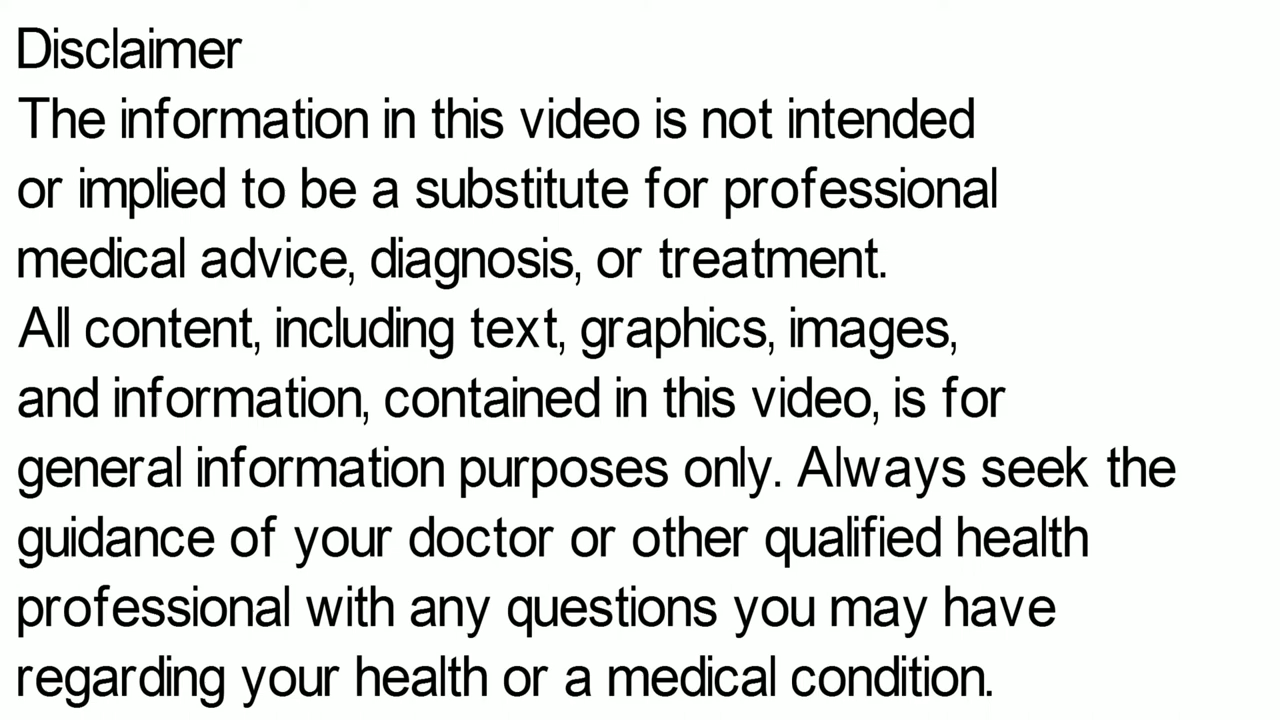 Disclaimer
The information in this video is not intended
or implied to be a substitute for professional
medical advice, diagnosis, or treatment.
All content, including text, graphics, images,
and information, contained in this video, is for
general information purposes only. Always seek the
guidance of your doctor or other qualified health
professional with any questions you may have
regarding your health or a medical condition.